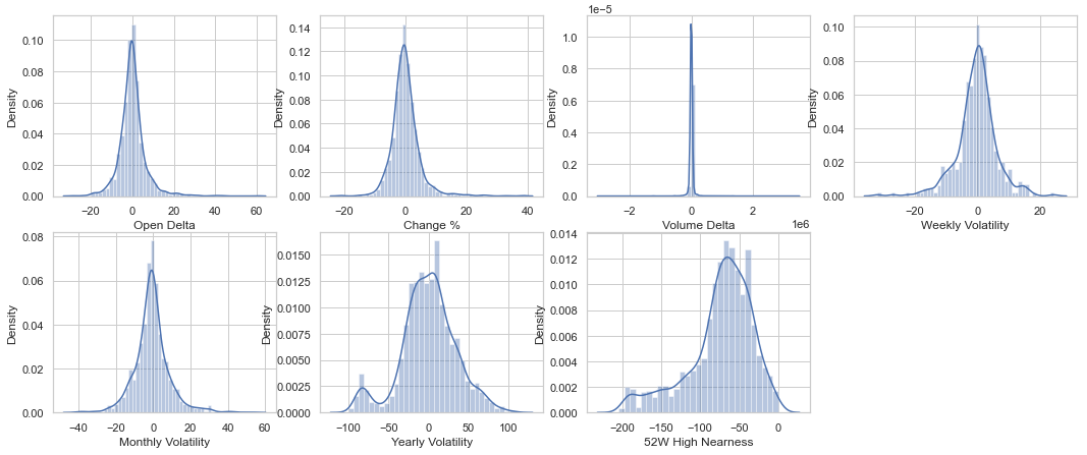 Density
0.10
0.08
0.06
0.04
0.02
0.00
−20 0 20 40 60
Open Delta
Density
0.14
0.12
0.10
0.08
0.06
0.04
0.02
0.00
−20 0 20 40
Change %
1e−5
Density
1.0
0.8
0.6
0.4
0.2
0.0
−2 0 2
Volume Delta
1e6
Density
0.10
0.08
0.06
0.04
0.02
0.00
−20 0 20
Weekly Volatility
Density
0.08
0.06
0.04
0.02
0.00
−40 −20 0 20 40 60
Monthly Volatility
Density
0.0150
0.0125
0.0100
0.0075
0.0050
0.0025
0.0000
−100 −50 0 50 100
Yearly Volatility
Density
0.014
0.012
0.010
0.008
0.006
0.004
0.002
0.000
−200 −150 −100 −50 0
52W High Nearness